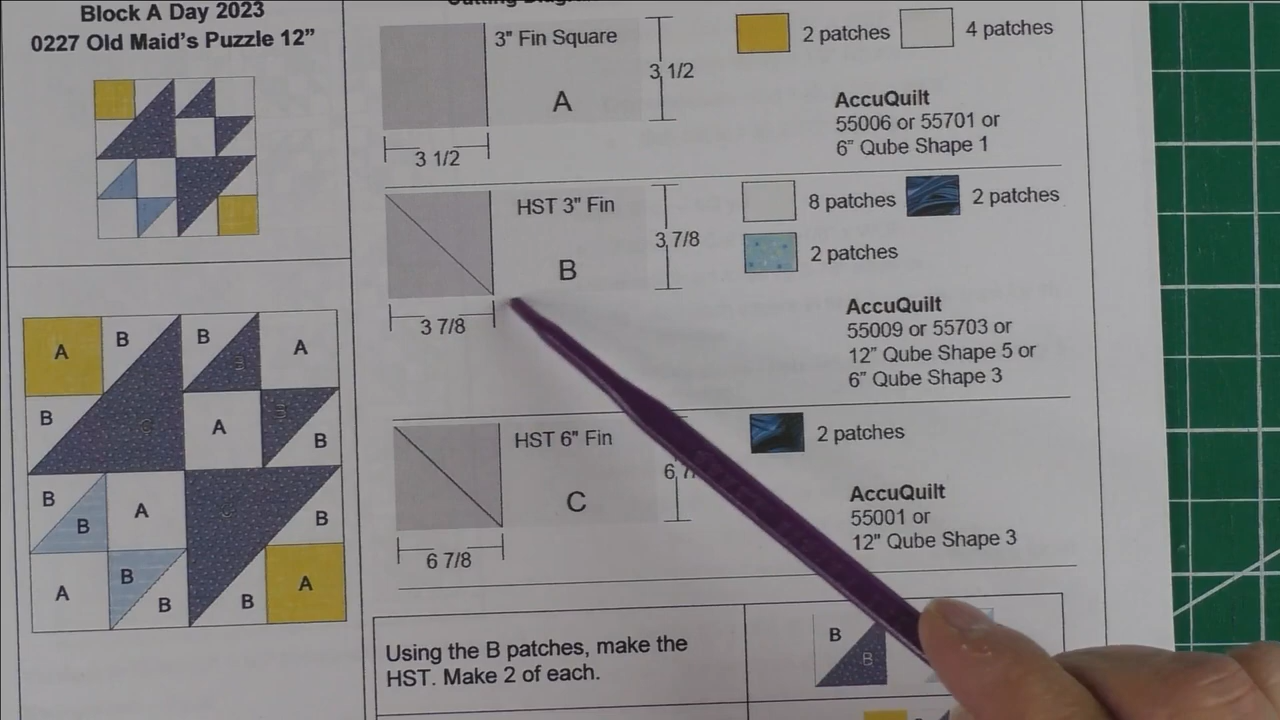 Block A Day 2023
0227 Old Maid's Puzzle 12”
A
B
B
A
B
B
C
A
B
B
B
B
A
C
B
A
B
B
B
A
Cutting Diagram
3" Fin Square
A
3 1/2
3 1/2
2 patches
4 patches
AccuQuilt
55006 or 55701 or
6” Qube Shape 1
HST 3" Fin
B
3 7/8
3 7/8
8 patches
2 patches
2 patches
AccuQuilt
55009 or 55703 or
12” Qube Shape 5 or
6” Qube Shape 3
HST 6" Fin
C
6 7/8
2 patches
AccuQuilt
55001 or
12" Qube Shape 3
Using the B patches, make the
HST. Make 2 of each.
B
B